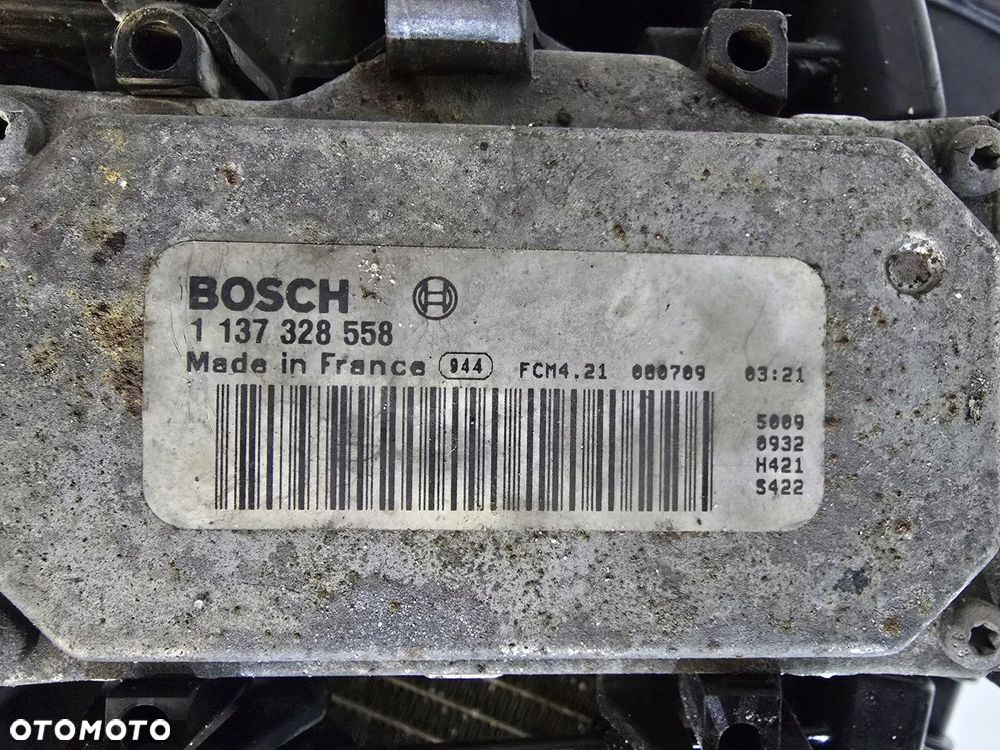 BOSCH
1 137 328 558
Made in France 944 FCM4.21 080709 03:21
5009
0932
H421
S422
OTOMOTO